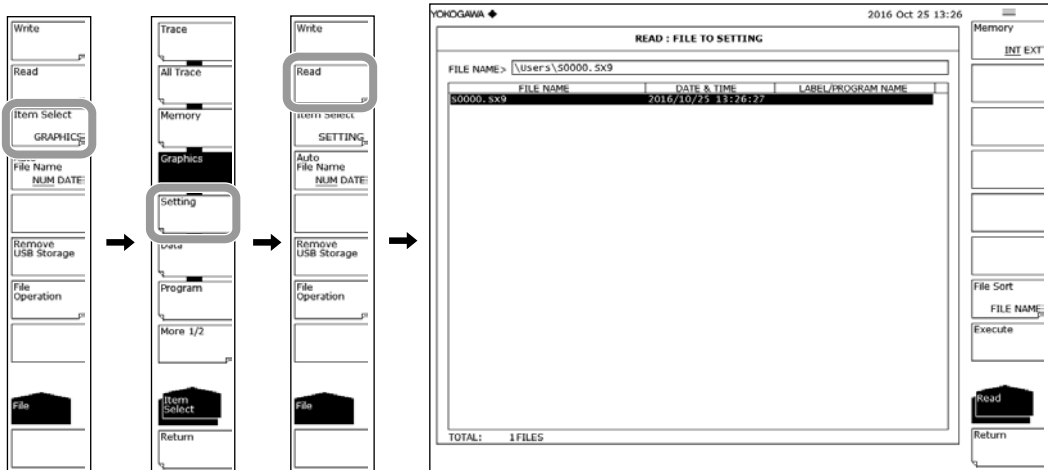 Write
Read
Item Select
GRAPHICS
Auto
File Name
NUM DATE
Remove
USB Storage
File
Operation
File
Trace
All Trace
Memory
Graphics
Setting
Data
Program
More 1/2
Item
Select
Return
Write
Read
Item Select
SETTING
Auto
File Name
NUM DATE
Remove
USB Storage
File
Operation
File
YOKOGAWA
2016 Oct 25 13:26
READ : FILE TO SETTING
FILE NAME> \Users\S0000.SX9
FILE NAME DATE & TIME LABEL/PROGRAM NAME
S0000.SX9 2016/10/25 13:26:27
TOTAL: 1FILES
Memory
INT EXT
File Sort
FILE NAME
Execute
Read
Return